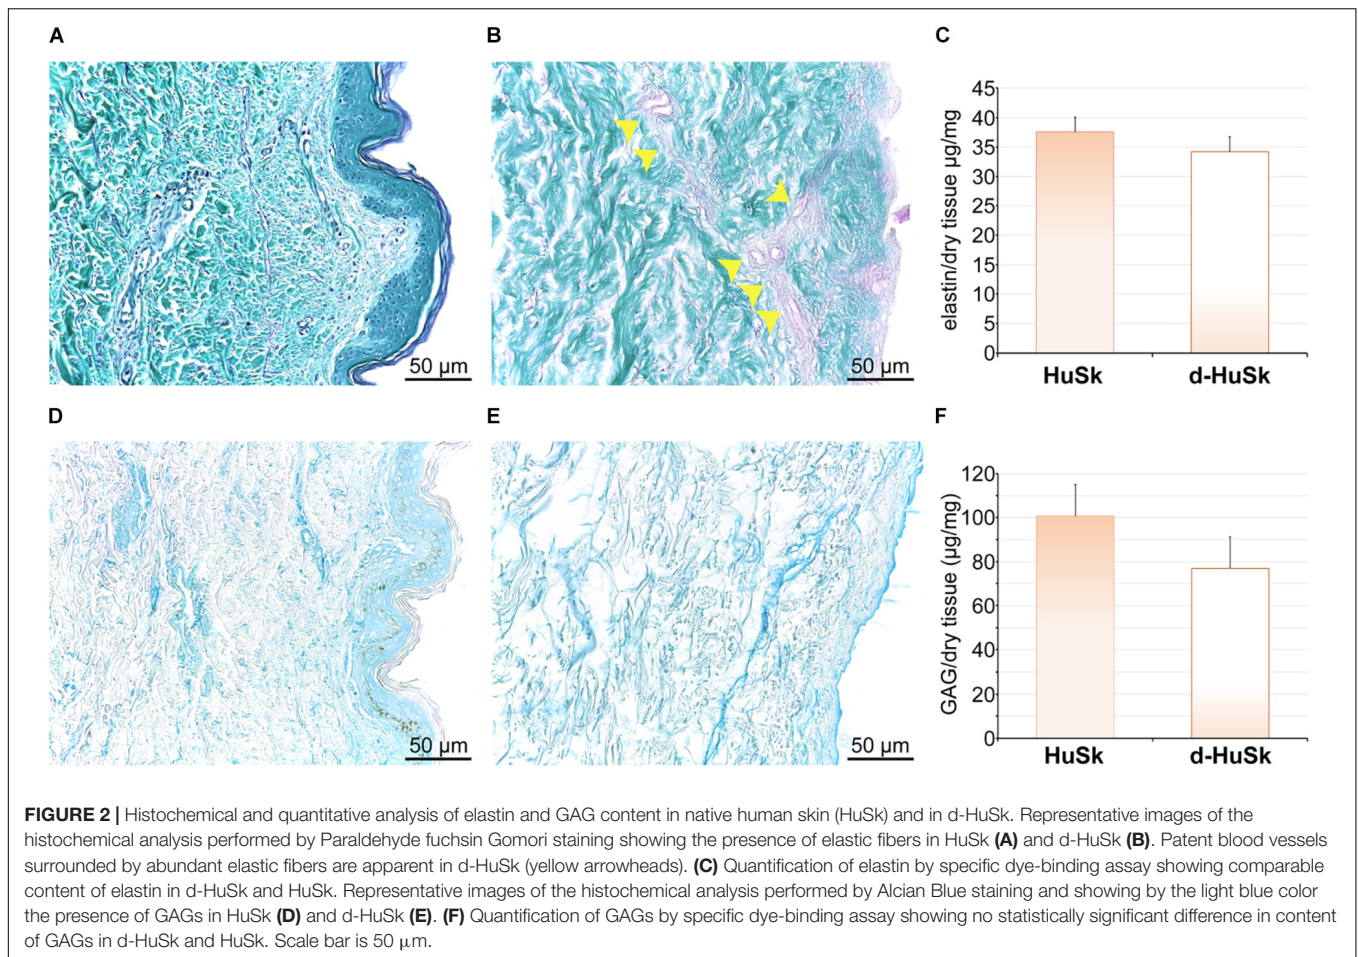 A
B
C
50 µm
50 µm
elastin/dry tissue µg/mg
45
40
35
30
25
20
15
10
5
0
HuSk
d-HuSk
D
E
F
50 µm
50 µm
GAG/dry tissue (µg/mg)
120
100
80
60
40
20
0
HuSk
d-HuSk
FIGURE 2 | Histochemical and quantitative analysis of elastin and GAG content in native human skin (HuSk) and in d-HuSk. Representative images of the
histochemical analysis performed by Paraldehyde fuchsin Gomori staining showing the presence of elastic fibers in HuSk (A) and d-HuSk (B). Patent blood vessels
surrounded by abundant elastic fibers are apparent in d-HuSk (yellow arrowheads). (C) Quantification of elastin by specific dye-binding assay showing comparable
content of elastin in d-HuSk and HuSk. Representative images of the histochemical analysis performed by Alcian Blue staining and showing by the light blue color
the presence of GAGs in HuSk (D) and d-HuSk (E). (F) Quantification of GAGs by specific dye-binding assay showing no statistically significant difference in content
of GAGs in d-HuSk and HuSk. Scale bar is 50 μm.